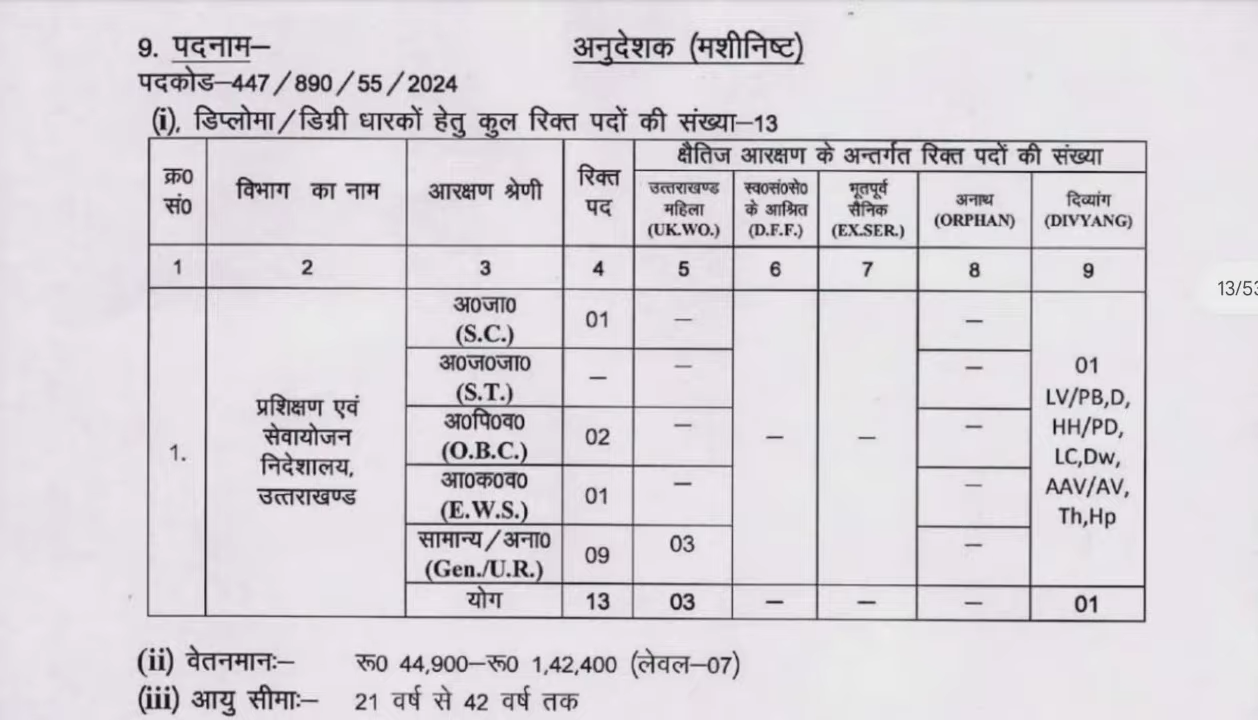 9. पदनाम– अनुदेशक (मशीनिष्ट)
पदकोड–447/890/55/2024
(i). डिप्लोमा/डिग्री धारकों हेतु कुल रिक्त पदों की संख्या–13
क्र0 सं0 विभाग का नाम आरक्षण श्रेणी रिक्त पद क्षैतिज आरक्षण के अन्तर्गत रिक्त पदों की संख्या
उत्तराखण्ड महिला (UK.WO.) स्व0सं0से0 के आश्रित (D.F.F.) भूतपूर्व सैनिक (EX.SER.) अनाथ (ORPHAN) दिव्यांग (DIVYANG)
1 2 3 4 5 6 7 8 9
1. प्रशिक्षण एवं सेवायोजन निदेशालय, उत्तराखण्ड
अ0जा0 (S.C.) 01 – –
अ0ज0जा0 (S.T.) – – –
अ0पि0व0 (O.B.C.) 02 – – – –
आ0क0व0 (E.W.S.) 01 – –
सामान्य/अना0 (Gen./U.R.) 09 03 –
01
LV/PB,D,
HH/PD,
LC,Dw,
AAV/AV,
Th,Hp
योग 13 03 – – – 01
(ii) वेतनमानः– रू0 44,900–रू0 1,42,400 (लेवल–07)
(iii) आयु सीमाः– 21 वर्ष से 42 वर्ष तक
13/53